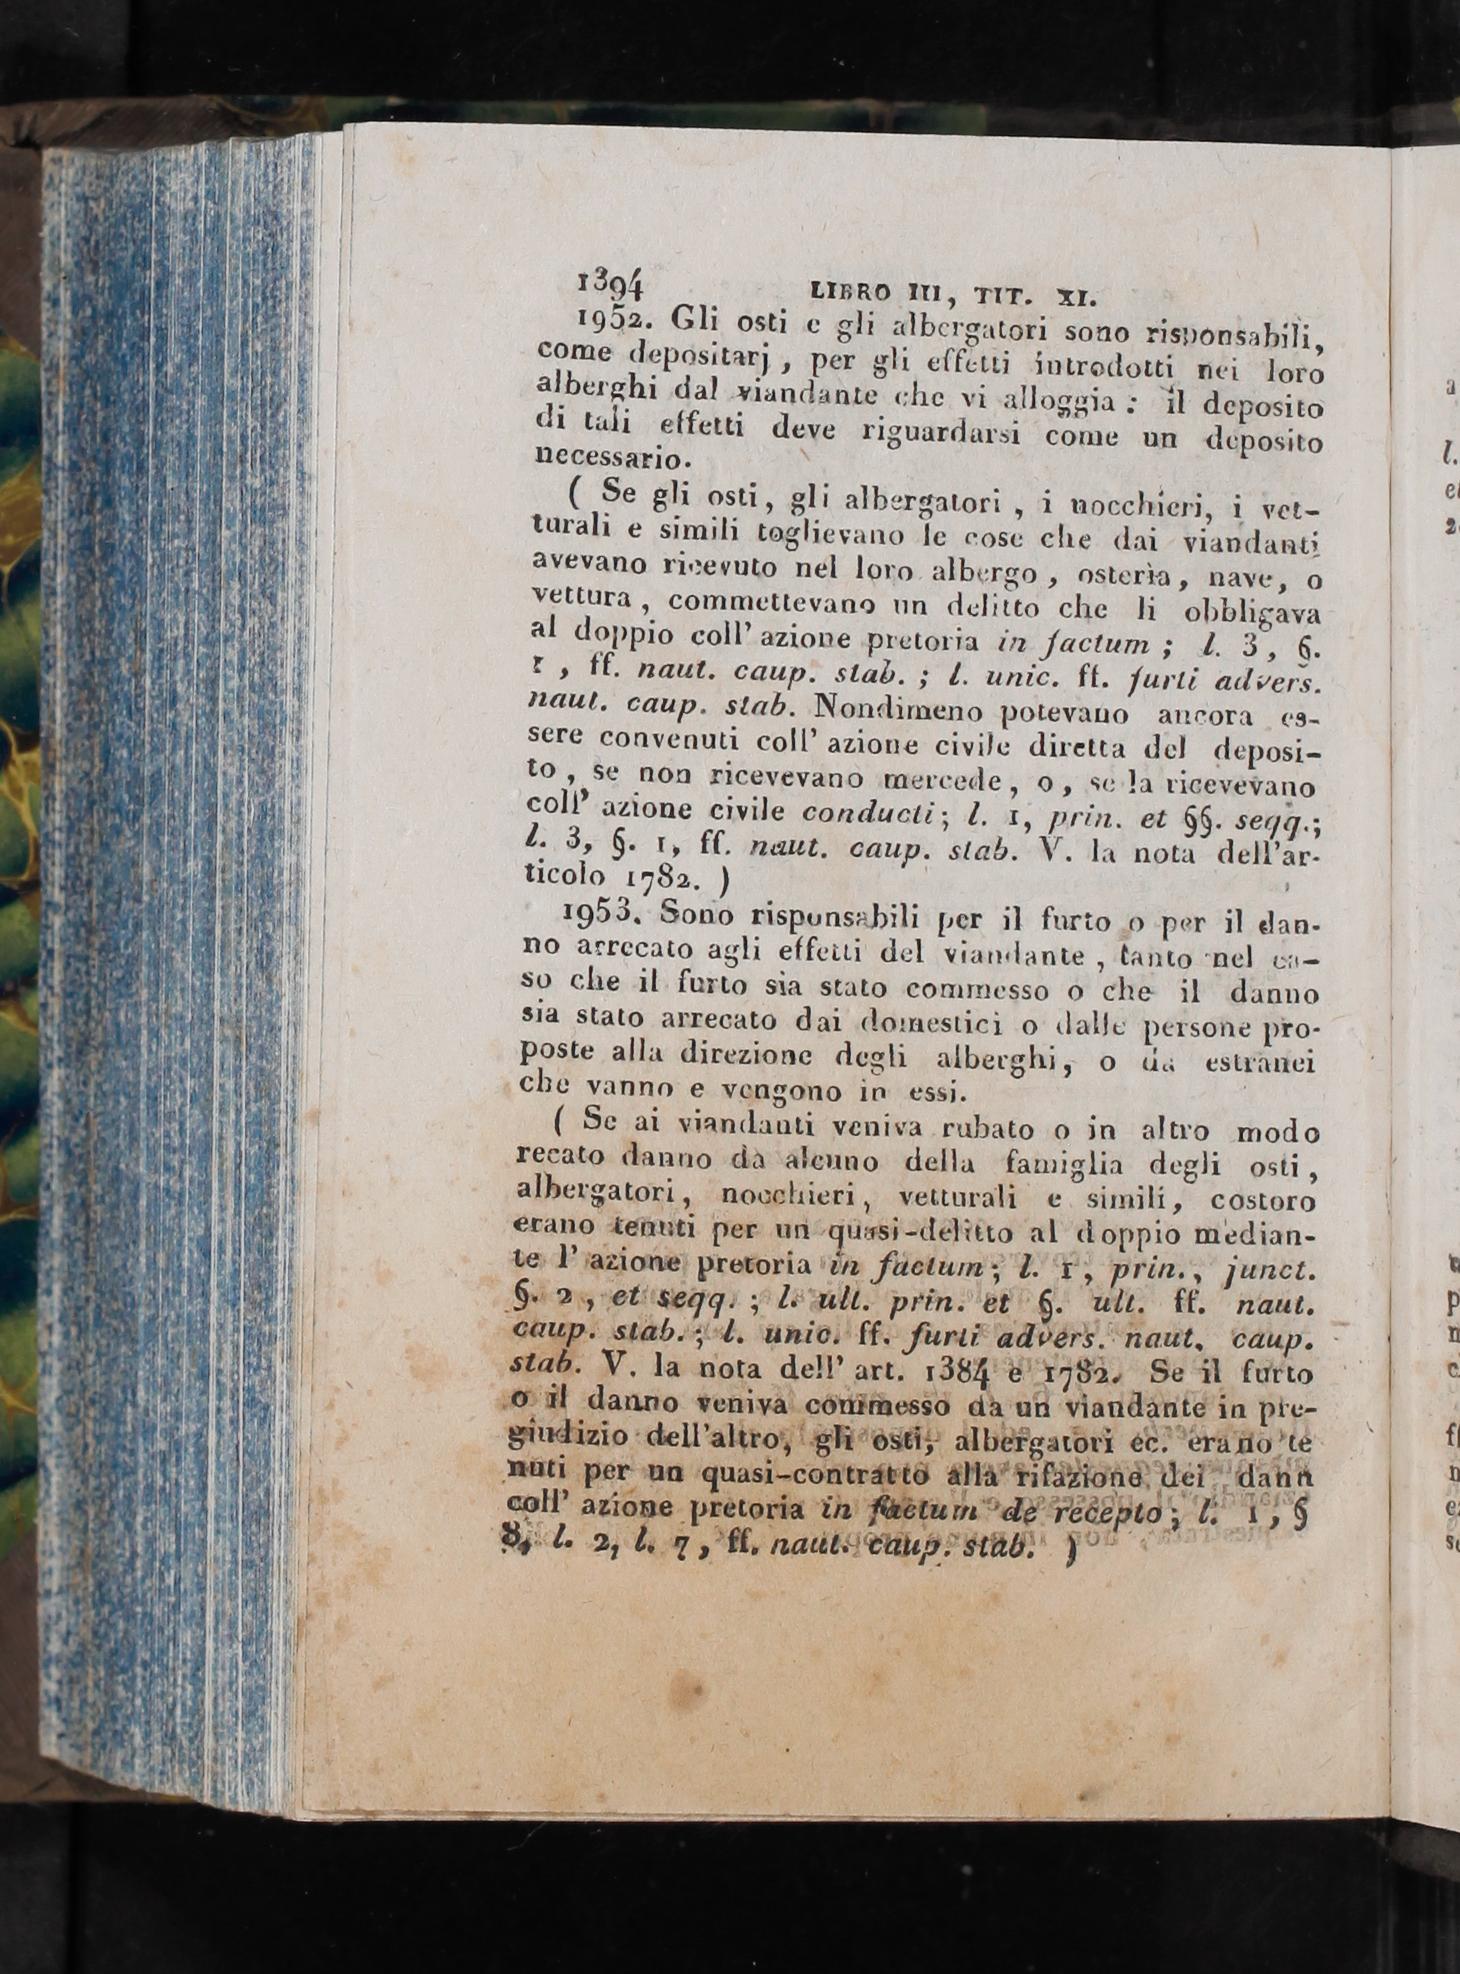 1394 LIBRO III, TIT. XI.
1952. Gli osti e gli albergatori sono risponsabili,
come depositarj, per gli effetti introdotti nei loro
alberghi dal viandante che vi alloggia: il deposito
di tali effetti deve riguardarsi come un deposito
necessario.
( Se gli osti, gli albergatori, i nocchieri, i vet-
turali e simili toglievano le cose che dai viandanti
avevano ricevuto nel loro albergo, osterìa, nave, o
vettura, commettevano un delitto che li obbligava
al doppio coll' azione pretoria in factum; l. 3, §.
1, ff. naut. caup. stab.; l. unic. ff. furti advers.
naut. caup. stab. Nondimeno potevano ancora es-
sere convenuti coll' azione civile diretta del deposi-
to, se non ricevevano mercede, o, se la ricevevano
coll' azione civile conducti; l. 1, prin. et §§. seqq.;
l. 3, §. 1, ff. naut. caup. stab. V. la nota dell'ar-
ticolo 1782. )
1953. Sono risponsabili per il furto o per il dan-
no arrecato agli effetti del viandante, tanto nel ca-
so che il furto sia stato commesso o che il danno
sia stato arrecato dai domestici o dalle persone pro-
poste alla direzione degli alberghi, o da estranei
che vanno e vengono in essi.
( Se ai viandanti veniva rubato o in altro modo
recato danno da alcuno della famiglia degli osti,
albergatori, nocchieri, vetturali e simili, costoro
erano tenuti per un quasi-delitto al doppio median-
te l' azione pretoria in factum; l. 1, prin., junct.
§. 2, et seqq.; l. ult. prin. et §. ult. ff. naut.
caup. stab.; l. unic. ff. furti advers. naut. caup.
stab. V. la nota dell' art. 1384 e 1782. Se il furto
o il danno veniva commesso da un viandante in pre-
giudizio dell'altro, gli osti, albergatori ec. erano te
nuti per un quasi-contratto alla rifazione dei dann
coll' azione pretoria in factum de recepto; l. 1, §
8, l. 2, l. 7, ff. naut. caup. stab. )